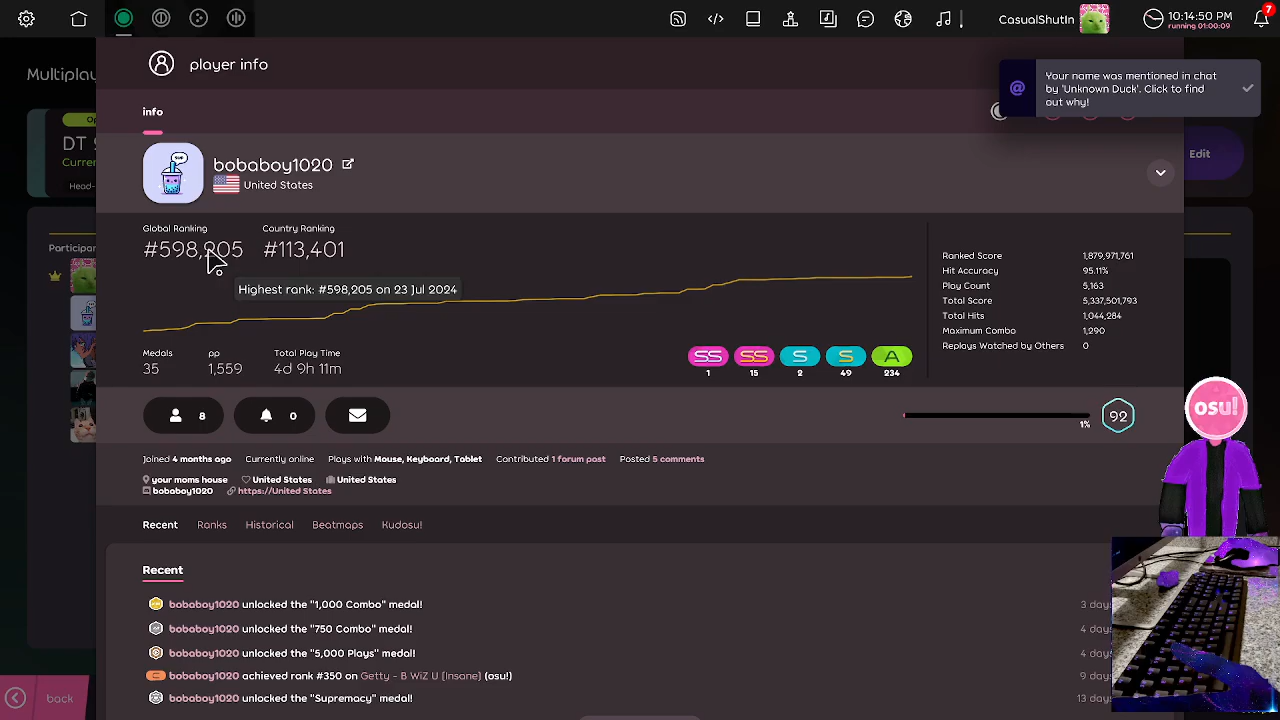 CasualShutIn
10:14:50 PM
running 01:00:09
7
Multiplay
player info
info
@
Your name was mentioned in chat
by 'Unknown Duck'. Click to find
out why!
Op
DT
Current
Head-
Edit
bobaboy1020
United States
Participan
Global Ranking
#598,205
Country Ranking
#113,401
Highest rank: #598,205 on 23 Jul 2024
Ranked Score 1,879,971,761
Hit Accuracy 95.11%
Play Count 5,163
Total Score 5,337,501,793
Total Hits 1,044,284
Maximum Combo 1,290
Replays Watched by Others 0
Medals
35
pp
1,559
Total Play Time
4d 9h 11m
SS SS S S A
1 15 2 49 234
8 0
1%
92
osu!
Joined 4 months ago Currently online Plays with Mouse, Keyboard, Tablet Contributed 1 forum post Posted 5 comments
your moms house United States United States
bobaboy1020 https://United States
Recent Ranks Historical Beatmaps Kudosu!
Recent
bobaboy1020 unlocked the "1,000 Combo" medal! 3 days
bobaboy1020 unlocked the "750 Combo" medal! 4 days
bobaboy1020 unlocked the "5,000 Plays" medal! 4 days
bobaboy1020 achieved rank #350 on Getty - B WiZ U [Insane] (osu!) 9 days
bobaboy1020 unlocked the "Supremacy" medal! 13 days
back